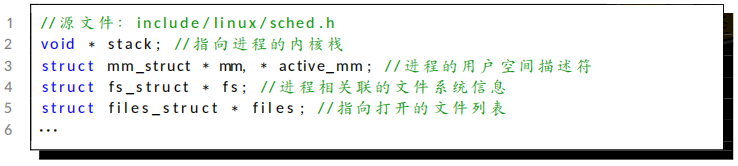 1 //源文件: include/linux/sched.h
2 void * stack; //指向进程的内核栈
3 struct mm_struct * mm, * active_mm; //进程的用户空间描述符
4 struct fs_struct * fs; //进程相关联的文件系统信息
5 struct files_struct * files; //指向打开的文件列表
6 ...